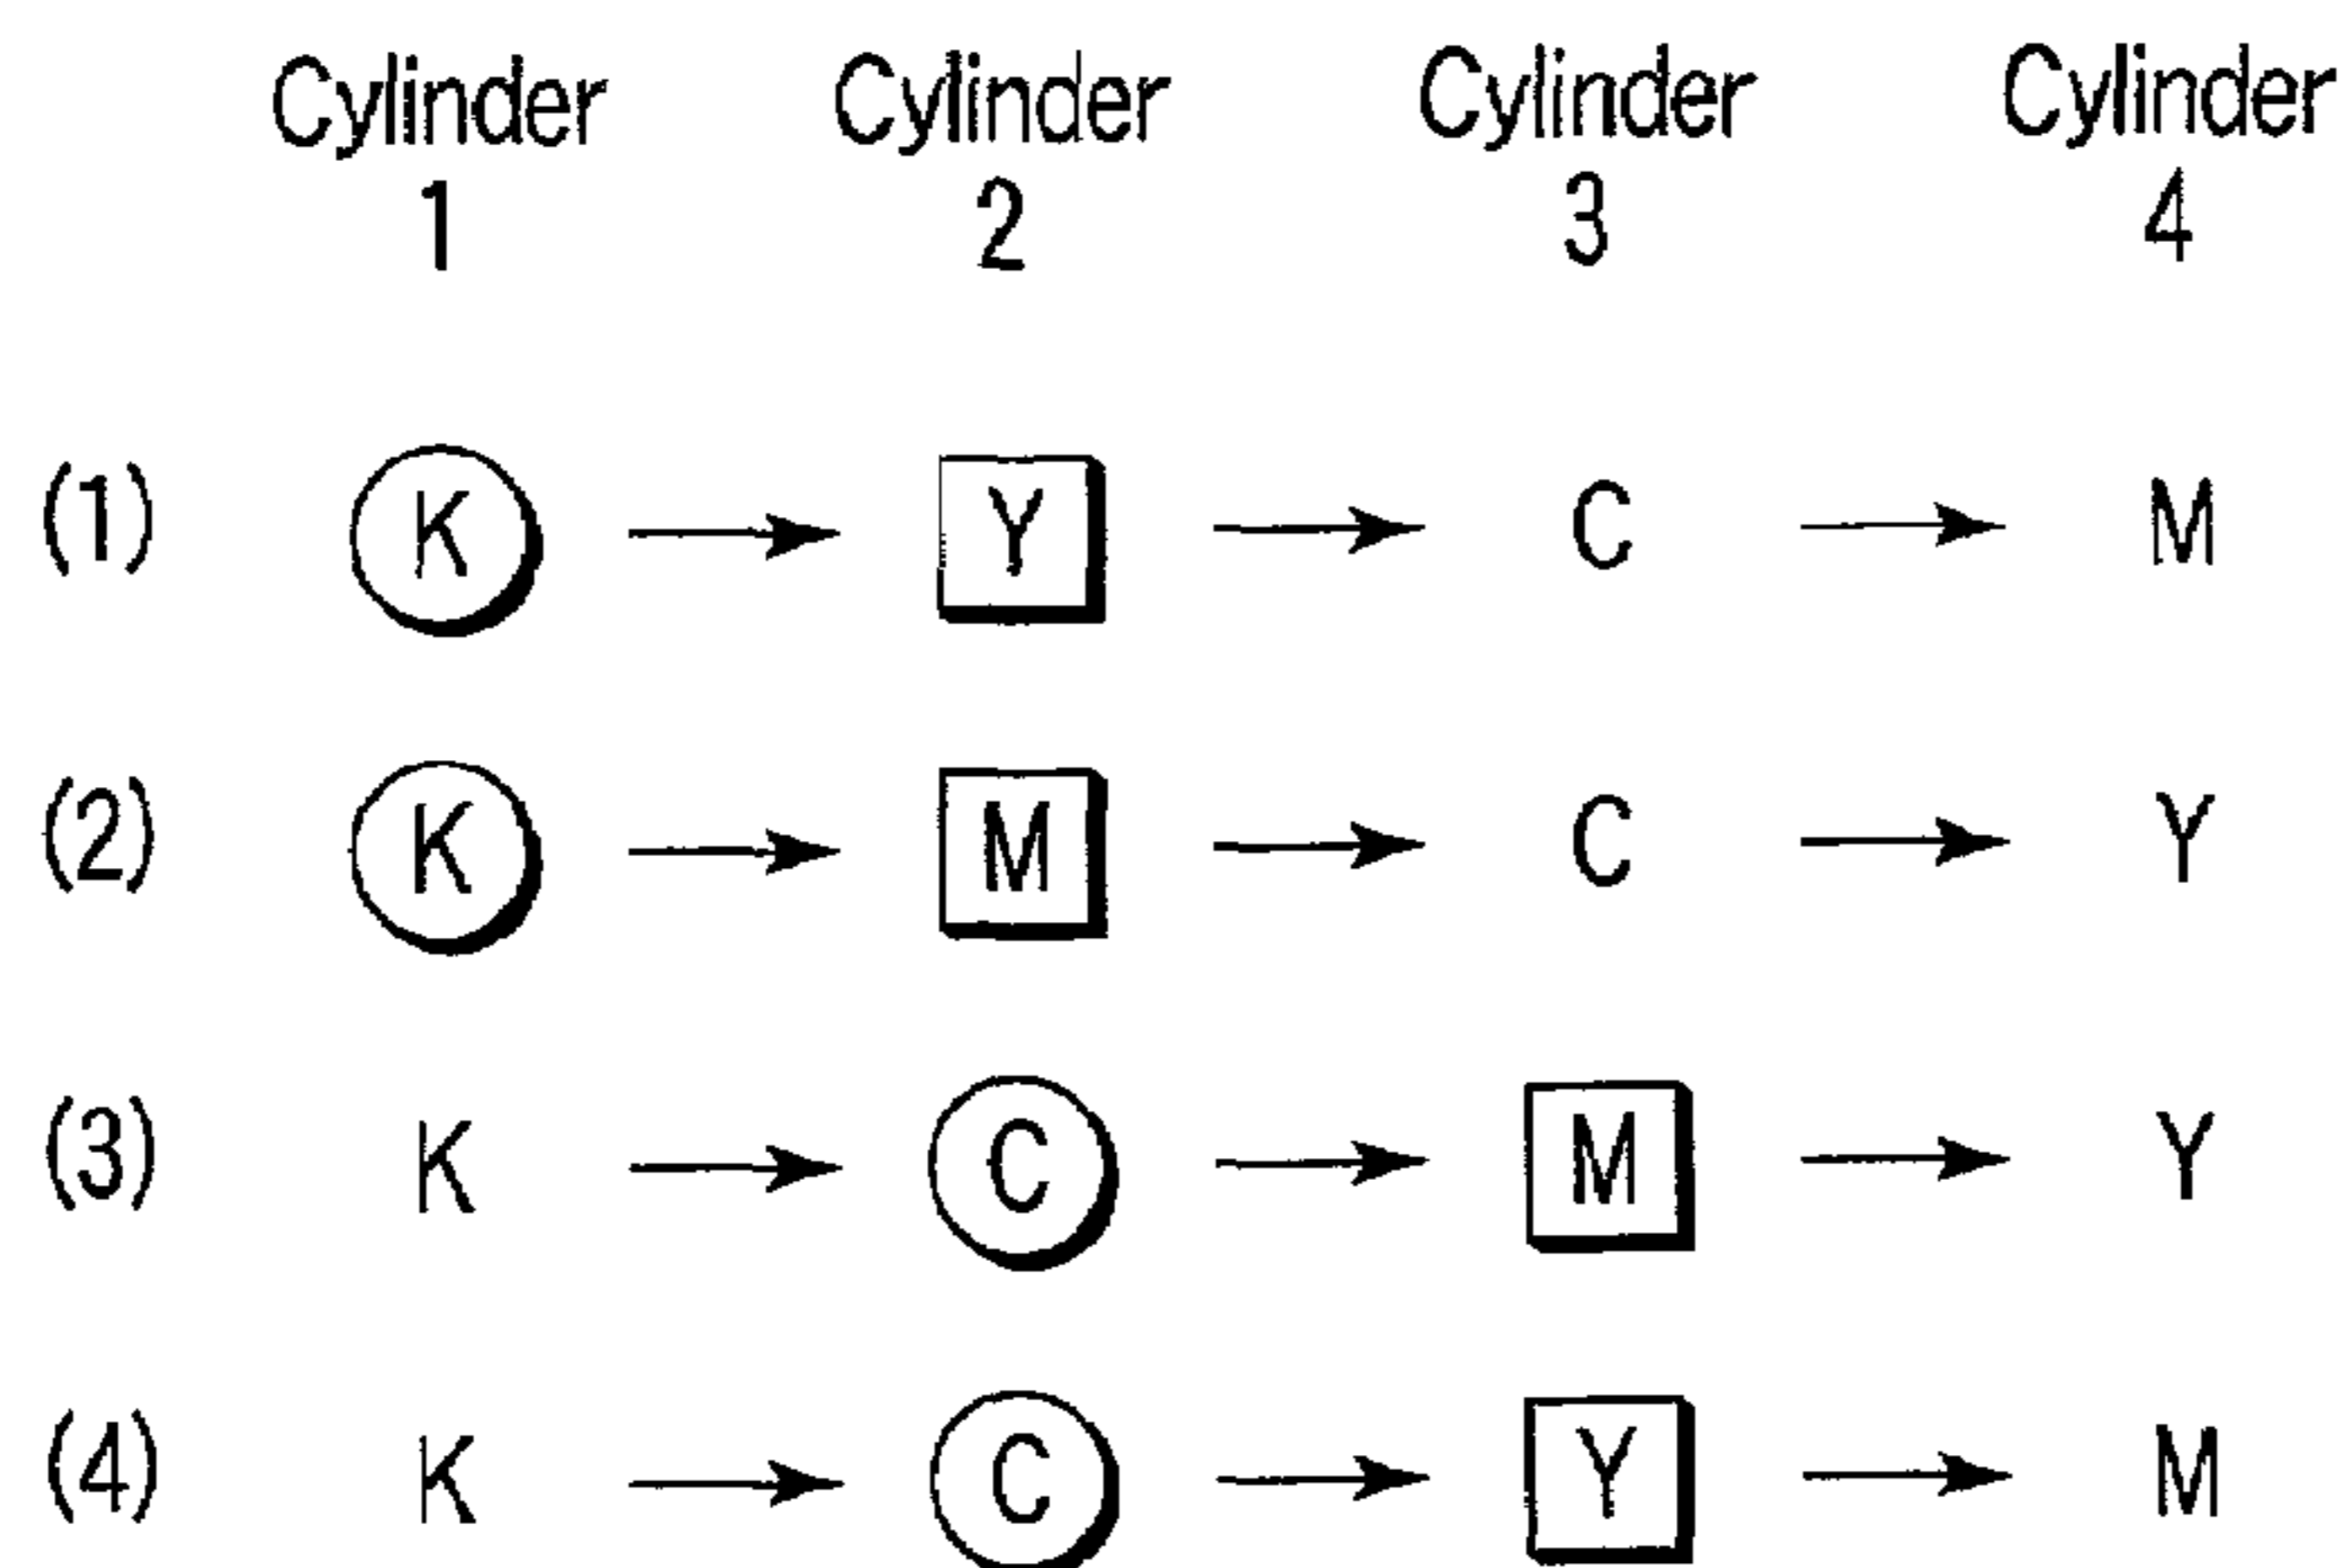 Cylinder 1 Cylinder 2 Cylinder 3 Cylinder 4
(1) K → Y → C → M
(2) K → M → C → Y
(3) K → C → M → Y
(4) K → C → Y → M